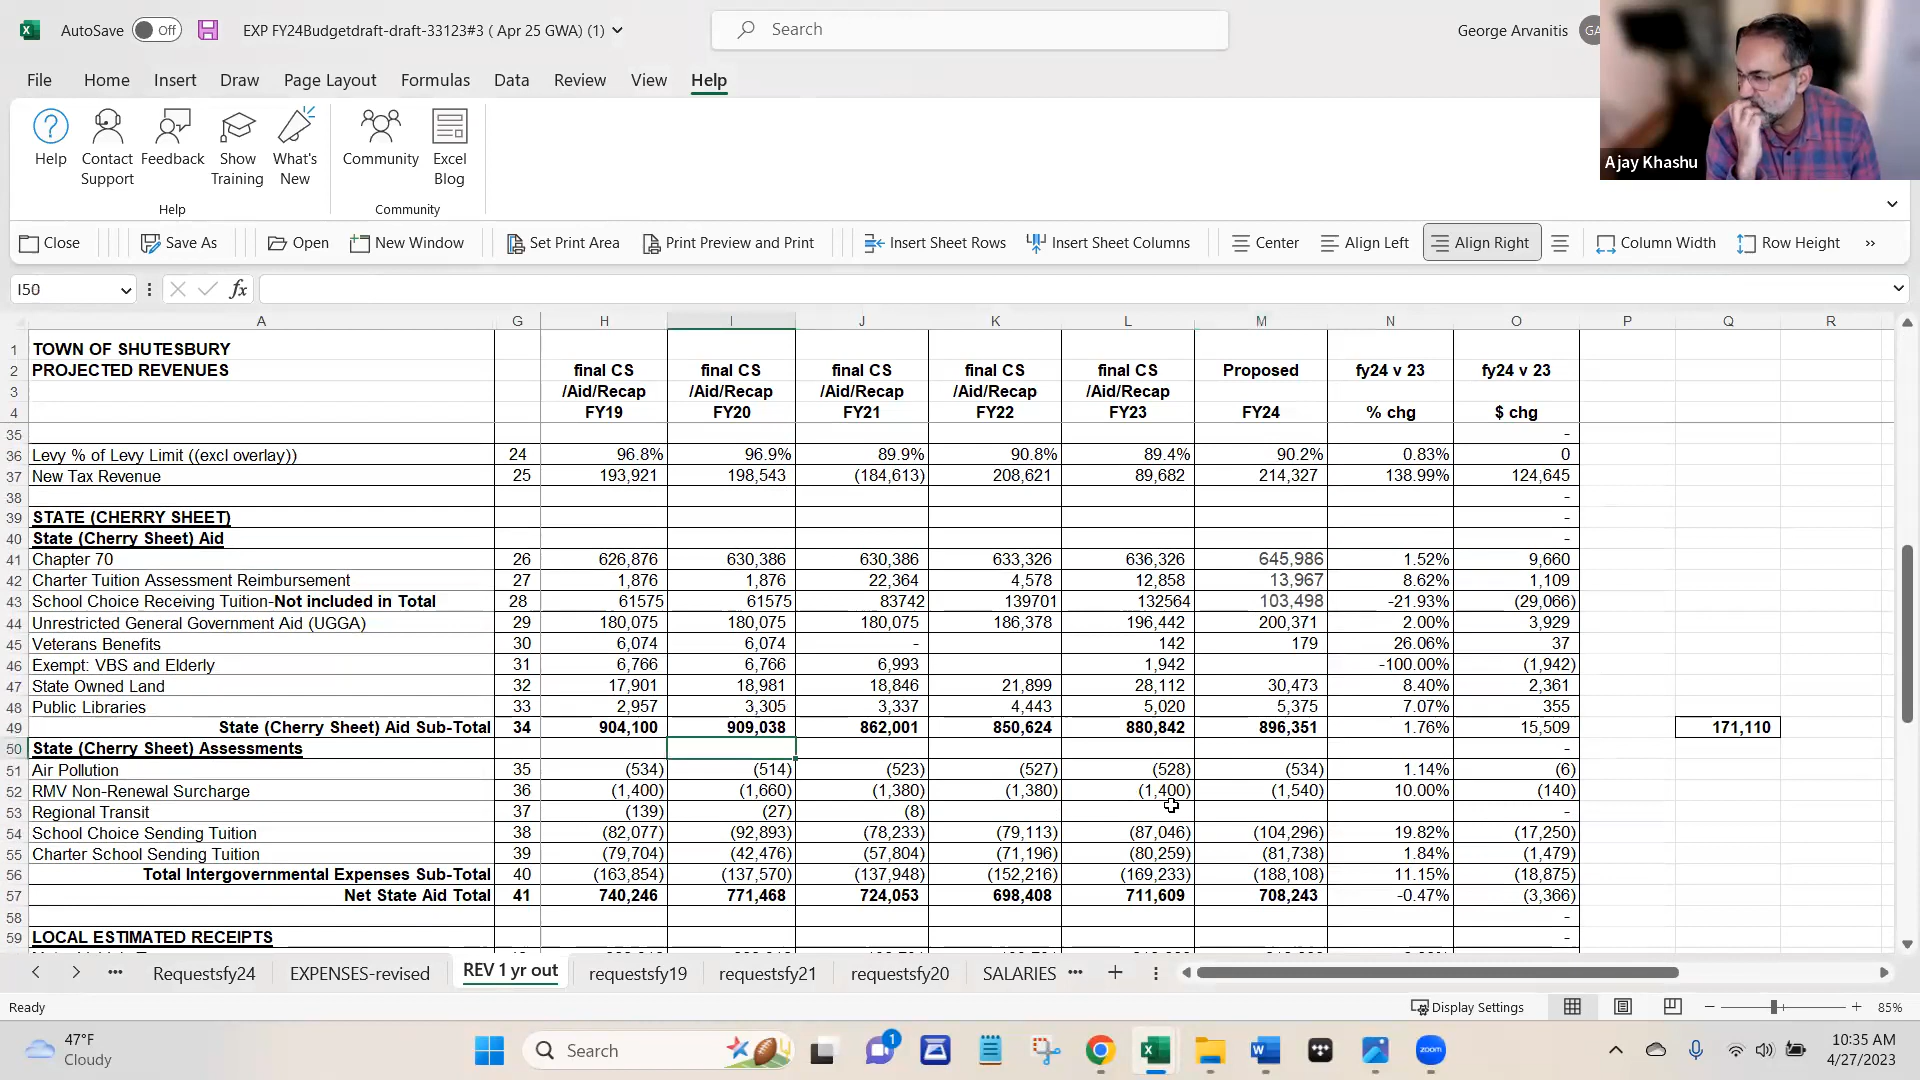 AutoSave Off EXP FY24Budgetdraft-draft-33123#3 ( Apr 25 GWA) (1) Search George Arvanitis GA
File Home Insert Draw Page Layout Formulas Data Review View Help
Help Contact Support Feedback Show Training What's New Community Excel Blog
Help Community
Ajay Khashu
Close Save As Open New Window Set Print Area Print Preview and Print Insert Sheet Rows Insert Sheet Columns Center Align Left Align Right Column Width Row Height
I50 fx
A G H I J K L M N O P Q R
1 TOWN OF SHUTESBURY
2 PROJECTED REVENUES final CS final CS final CS final CS final CS Proposed fy24 v 23 fy24 v 23
3 /Aid/Recap /Aid/Recap /Aid/Recap /Aid/Recap /Aid/Recap
4 FY19 FY20 FY21 FY22 FY23 FY24 % chg $ chg
35 -
36 Levy % of Levy Limit ((excl overlay)) 24 96.8% 96.9% 89.9% 90.8% 89.4% 90.2% 0.83% 0
37 New Tax Revenue 25 193,921 198,543 (184,613) 208,621 89,682 214,327 138.99% 124,645
38 -
39 STATE (CHERRY SHEET) -
40 State (Cherry Sheet) Aid -
41 Chapter 70 26 626,876 630,386 630,386 633,326 636,326 645,986 1.52% 9,660
42 Charter Tuition Assessment Reimbursement 27 1,876 1,876 22,364 4,578 12,858 13,967 8.62% 1,109
43 School Choice Receiving Tuition-Not included in Total 28 61575 61575 83742 139701 132564 103,498 -21.93% (29,066)
44 Unrestricted General Government Aid (UGGA) 29 180,075 180,075 180,075 186,378 196,442 200,371 2.00% 3,929
45 Veterans Benefits 30 6,074 6,074 - 142 179 26.06% 37
46 Exempt: VBS and Elderly 31 6,766 6,766 6,993 1,942 -100.00% (1,942)
47 State Owned Land 32 17,901 18,981 18,846 21,899 28,112 30,473 8.40% 2,361
48 Public Libraries 33 2,957 3,305 3,337 4,443 5,020 5,375 7.07% 355
49 State (Cherry Sheet) Aid Sub-Total 34 904,100 909,038 862,001 850,624 880,842 896,351 1.76% 15,509 171,110
50 State (Cherry Sheet) Assessments -
51 Air Pollution 35 (534) (514) (523) (527) (528) (534) 1.14% (6)
52 RMV Non-Renewal Surcharge 36 (1,400) (1,660) (1,380) (1,380) (1,400) (1,540) 10.00% (140)
53 Regional Transit 37 (139) (27) (8) -
54 School Choice Sending Tuition 38 (82,077) (92,893) (78,233) (79,113) (87,046) (104,296) 19.82% (17,250)
55 Charter School Sending Tuition 39 (79,704) (42,476) (57,804) (71,196) (80,259) (81,738) 1.84% (1,479)
56 Total Intergovernmental Expenses Sub-Total 40 (163,854) (137,570) (137,948) (152,216) (169,233) (188,108) 11.15% (18,875)
57 Net State Aid Total 41 740,246 771,468 724,053 698,408 711,609 708,243 -0.47% (3,366)
58 -
59 LOCAL ESTIMATED RECEIPTS -
Requestsfy24 EXPENSES-revised REV 1 yr out requestsfy19 requestsfy21 requestsfy20 SALARIES
Ready Display Settings 85%
47°F Cloudy Search 1 zoom 10:35 AM 4/27/2023